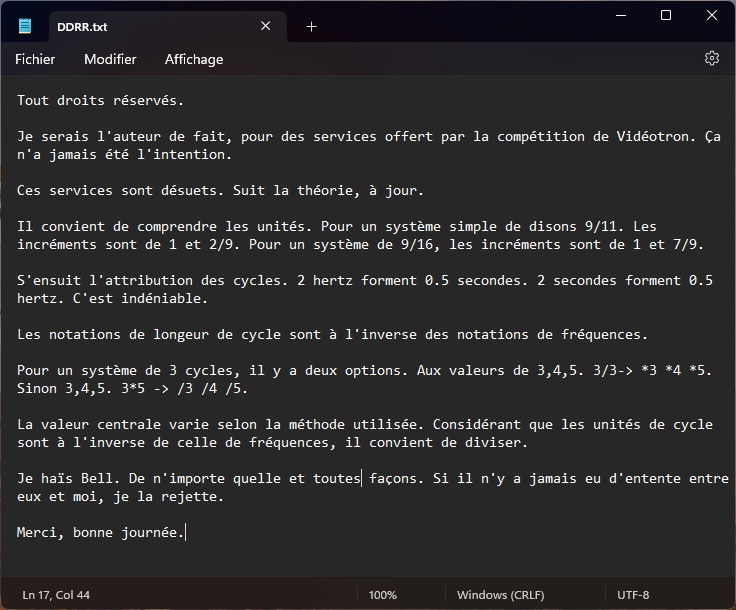 DDRR.txt
Fichier Modifier Affichage
Tout droits réservés.
Je serais l'auteur de fait, pour des services offert par la compétition de Vidéotron. Ça
n'a jamais été l'intention.
Ces services sont désuets. Suit la théorie, à jour.
Il convient de comprendre les unités. Pour un système simple de disons 9/11. Les
incréments sont de 1 et 2/9. Pour un système de 9/16, les incréments sont de 1 et 7/9.
S'ensuit l'attribution des cycles. 2 hertz forment 0.5 secondes. 2 secondes forment 0.5
hertz. C'est indéniable.
Les notations de longeur de cycle sont à l'inverse des notations de fréquences.
Pour un système de 3 cycles, il y a deux options. Aux valeurs de 3,4,5. 3/3-> *3 *4 *5.
Sinon 3,4,5. 3*5 -> /3 /4 /5.
La valeur centrale varie selon la méthode utilisée. Considérant que les unités de cycle
sont à l'inverse de celle de fréquences, il convient de diviser.
Je haïs Bell. De n'importe quelle et toutes façons. Si il n'y a jamais eu d'entente entre
eux et moi, je la rejette.
Merci, bonne journée.
Ln 17, Col 44 100% Windows (CRLF) UTF-8